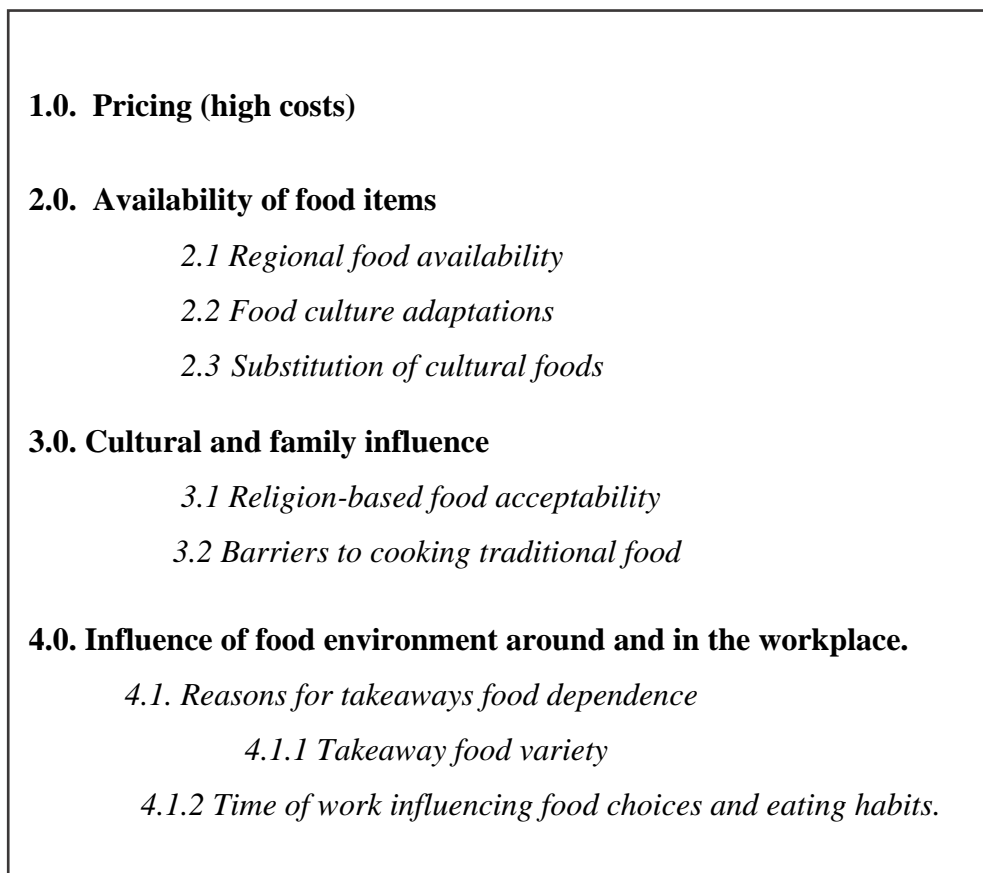 1.0. Pricing (high costs)
2.0. Availability of food items
2.1 Regional food availability
2.2 Food culture adaptations
2.3 Substitution of cultural foods
3.0. Cultural and family influence
3.1 Religion-based food acceptability
3.2 Barriers to cooking traditional food
4.0. Influence of food environment around and in the workplace.
4.1. Reasons for takeaways food dependence
4.1.1 Takeaway food variety
4.1.2 Time of work influencing food choices and eating habits.